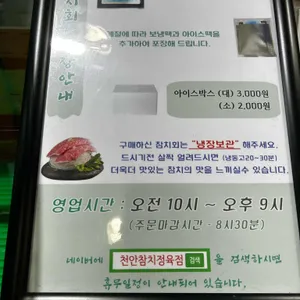 계절에 따라 보냉팩과 아이스팩을
추가하여 포장해 드립니다.
안내
아이스박스 (대) 3,000원
(소) 2,000원
구매하신 참치회는 "냉장보관" 해주세요.
드시기전 살짝 얼려드시면 (냉동고20~30분)
더욱더 맛있는 참치의 맛을 느끼실수 있습니다.
영업시간 : 오전 10시 ~ 오후 9시
(주문마감시간 - 8시30분)
네이버에 천안참치정육점 검색 을 검색하시면
휴무일정이 안내되어 있습니다.